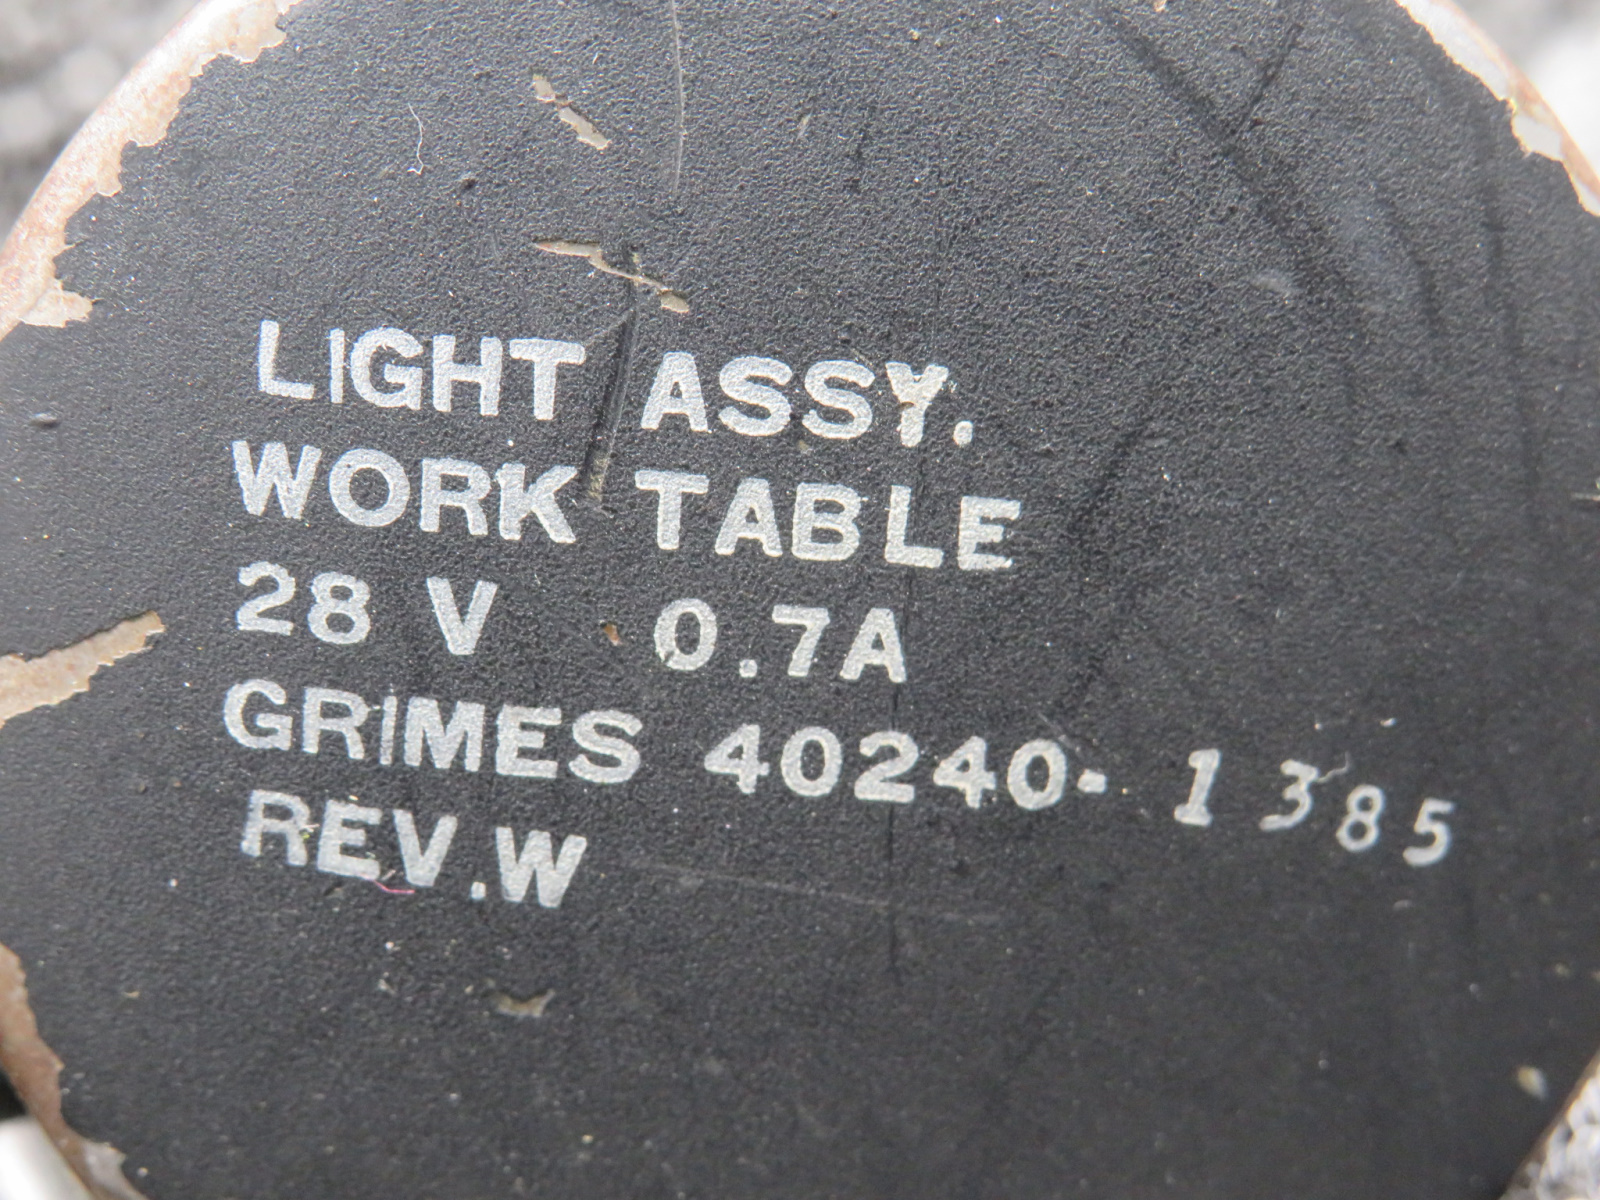 LIGHT ASSY.
WORK TABLE
28 V 0.7A
GRIMES 40240- 1 385
REV.W